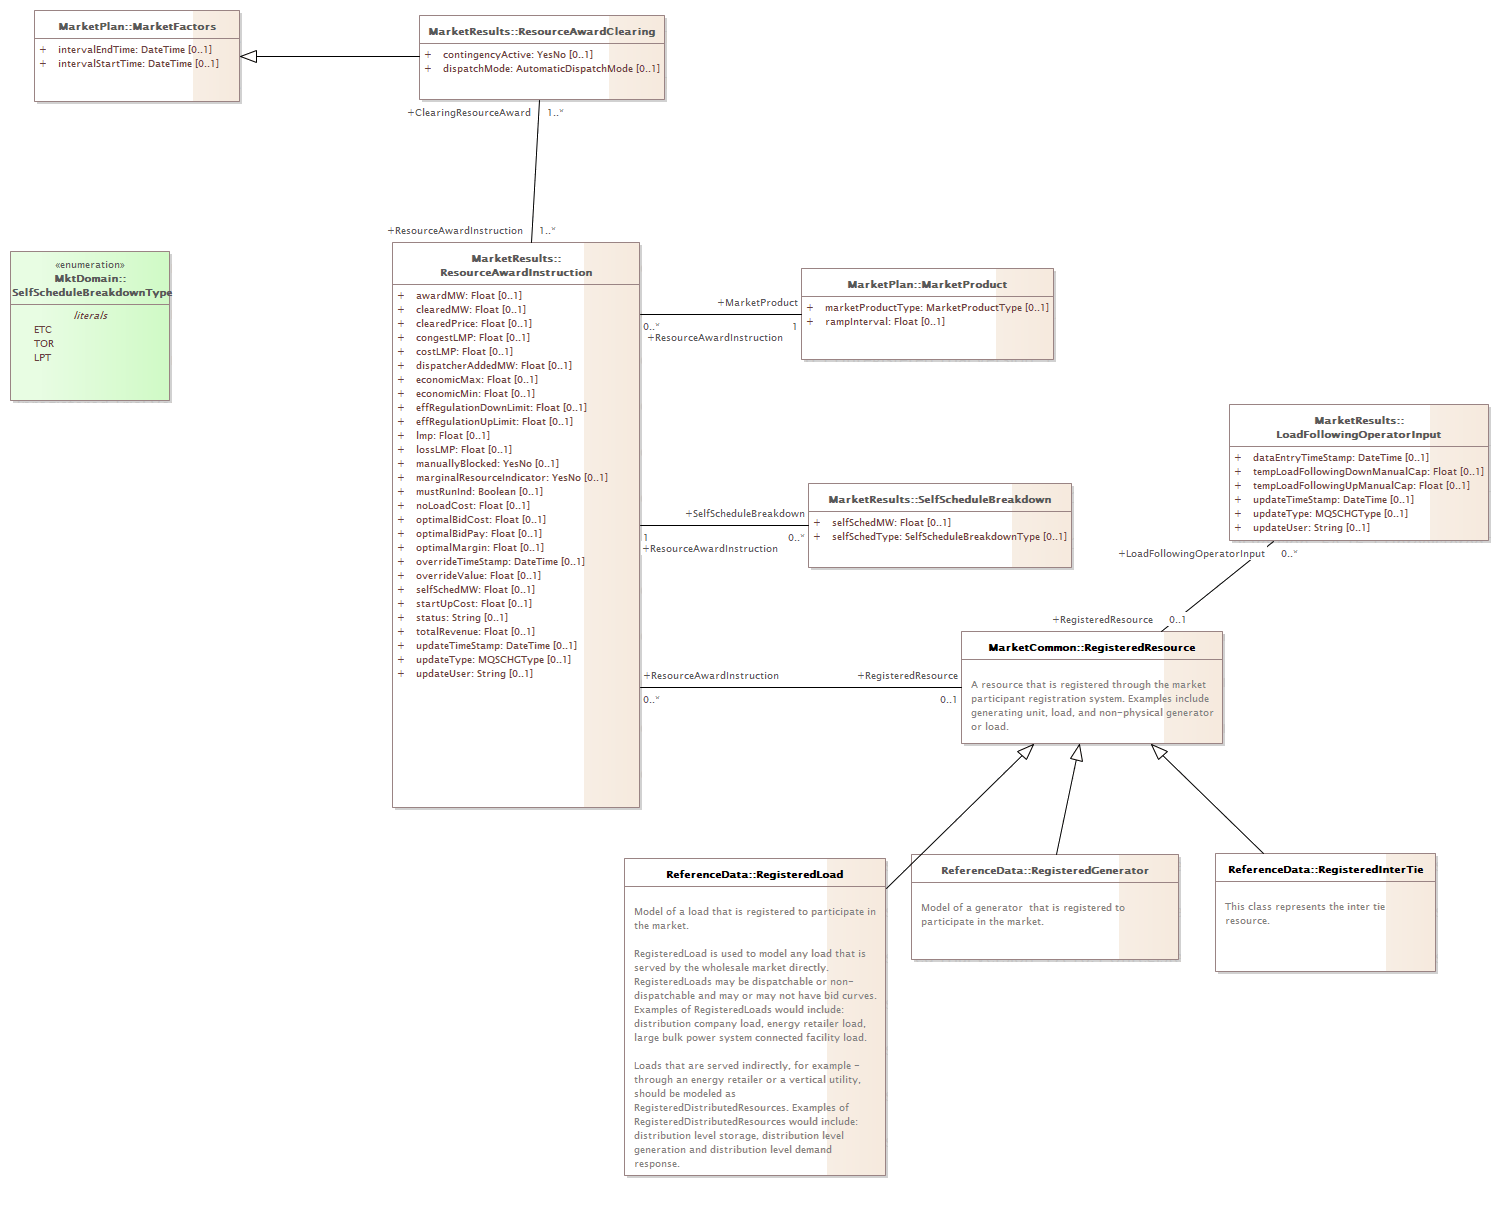 MarketPlan::MarketFactors
+ intervalEndTime: DateTime [0..1]
+ intervalStartTime: DateTime [0..1]
MarketResults::ResourceAwardClearing
+ contingencyActive: YesNo [0..1]
+ dispatchMode: AutomaticDispatchMode [0..1]
+ClearingResourceAward 1..*
+ResourceAwardInstruction 1..*
«enumeration»
MktDomain::
SelfScheduleBreakdownType
literals
ETC
TOR
LPT
MarketResults::
ResourceAwardInstruction
+ awardMW: Float [0..1]
+ clearedMW: Float [0..1]
+ clearedPrice: Float [0..1]
+ congestLMP: Float [0..1]
+ costLMP: Float [0..1]
+ dispatcherAddedMW: Float [0..1]
+ economicMax: Float [0..1]
+ economicMin: Float [0..1]
+ effRegulationDownLimit: Float [0..1]
+ effRegulationUpLimit: Float [0..1]
+ lmp: Float [0..1]
+ lossLMP: Float [0..1]
+ manuallyBlocked: YesNo [0..1]
+ marginalResourceIndicator: YesNo [0..1]
+ mustRunInd: Boolean [0..1]
+ noLoadCost: Float [0..1]
+ optimalBidCost: Float [0..1]
+ optimalBidPay: Float [0..1]
+ optimalMargin: Float [0..1]
+ overrideTimeStamp: DateTime [0..1]
+ overrideValue: Float [0..1]
+ selfSchedMW: Float [0..1]
+ startUpCost: Float [0..1]
+ status: String [0..1]
+ totalRevenue: Float [0..1]
+ updateTimeStamp: DateTime [0..1]
+ updateType: MQSCHGType [0..1]
+ updateUser: String [0..1]
+MarketProduct
0..* 1
+ResourceAwardInstruction
MarketPlan::MarketProduct
+ marketProductType: MarketProductType [0..1]
+ rampInterval: Float [0..1]
+SelfScheduleBreakdown
1 0..*
+ResourceAwardInstruction
MarketResults::SelfScheduleBreakdown
+ selfSchedMW: Float [0..1]
+ selfSchedType: SelfScheduleBreakdownType [0..1]
MarketResults::
LoadFollowingOperatorInput
+ dataEntryTimeStamp: DateTime [0..1]
+ tempLoadFollowingDownManualCap: Float [0..1]
+ tempLoadFollowingUpManualCap: Float [0..1]
+ updateTimeStamp: DateTime [0..1]
+ updateType: MQSCHGType [0..1]
+ updateUser: String [0..1]
+LoadFollowingOperatorInput 0..*
+RegisteredResource 0..1
+ResourceAwardInstruction +RegisteredResource
0..* 0..1
MarketCommon::RegisteredResource
A resource that is registered through the market
participant registration system. Examples include
generating unit, load, and non-physical generator
or load.
ReferenceData::RegisteredLoad
Model of a load that is registered to participate in
the market.
RegisteredLoad is used to model any load that is
served by the wholesale market directly.
RegisteredLoads may be dispatchable or non-
dispatchable and may or may not have bid curves.
Examples of RegisteredLoads would include:
distribution company load, energy retailer load,
large bulk power system connected facility load.
Loads that are served indirectly, for example -
through an energy retailer or a vertical utility,
should be modeled as
RegisteredDistributedResources. Examples of
RegisteredDistributedResources would include:
distribution level storage, distribution level
generation and distribution level demand
response.
ReferenceData::RegisteredGenerator
Model of a generator that is registered to
participate in the market.
ReferenceData::RegisteredInterTie
This class represents the inter tie
resource.